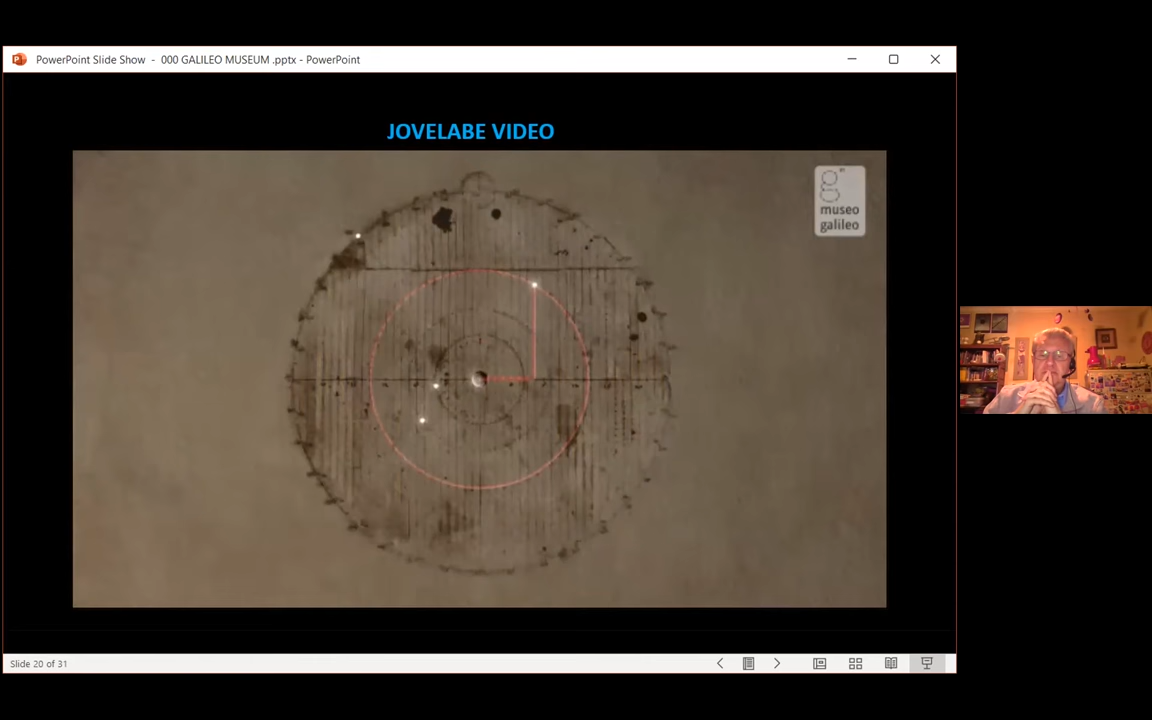 PowerPoint Slide Show - 000 GALILEO MUSEUM .pptx - PowerPoint
JOVELABE VIDEO
museo
galileo
Slide 20 of 31